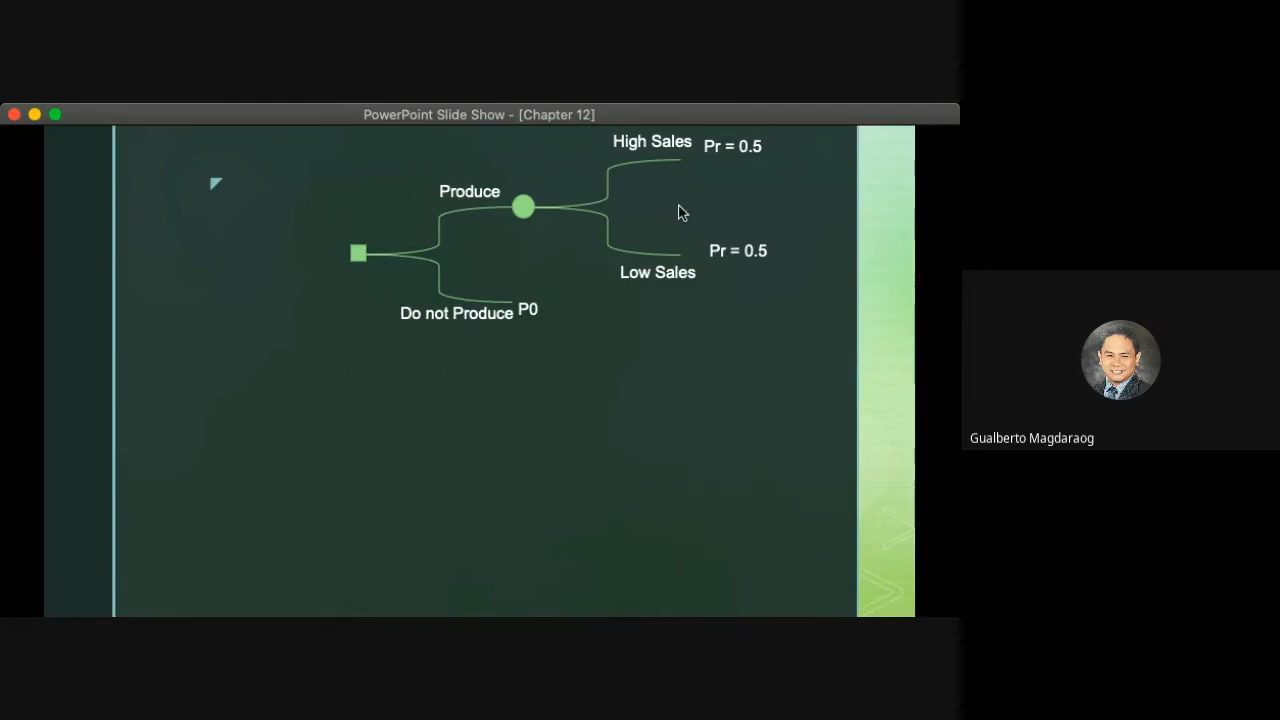 PowerPoint Slide Show - [Chapter 12]
High Sales Pr = 0.5
Produce
Pr = 0.5
Low Sales
Do not Produce P0
Gualberto Magdaraog